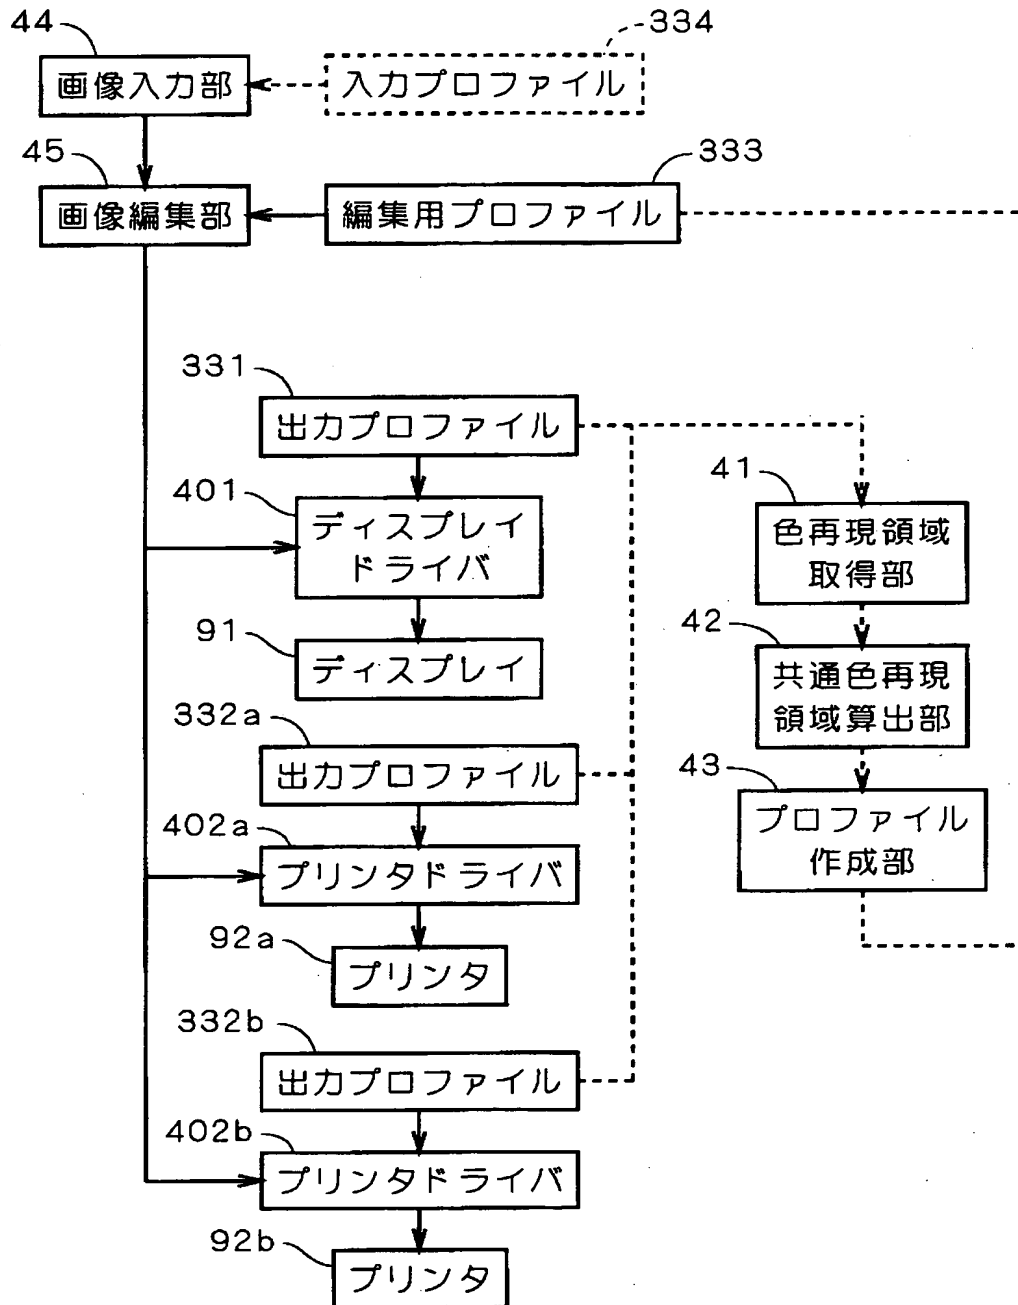 44
画像入力部
334
入力プロファイル
45
画像編集部
333
編集用プロファイル
331
出力プロファイル
401
ディスプレイ
ドライバ
91
ディスプレイ
332a
出力プロファイル
402a
プリンタドライバ
92a
プリンタ
332b
出力プロファイル
402b
プリンタドライバ
92b
プリンタ
41
色再現領域
取得部
42
共通色再現
領域算出部
43
プロファイル
作成部